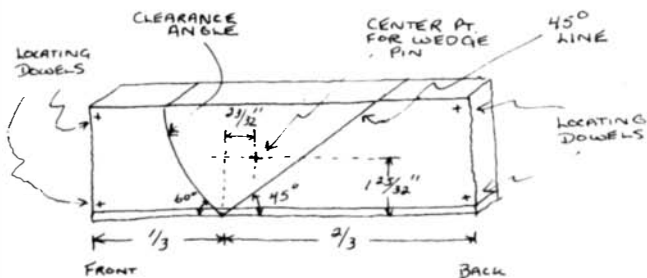 CLEARANCE
ANGLE
CENTER PT.
FOR WEDGE
PIN
45°
LINE
LOCATING
DOWELS
23/32"
LOCATING
DOWELS
1 25/32"
60°
45°
1/3
2/3
FRONT
BACK